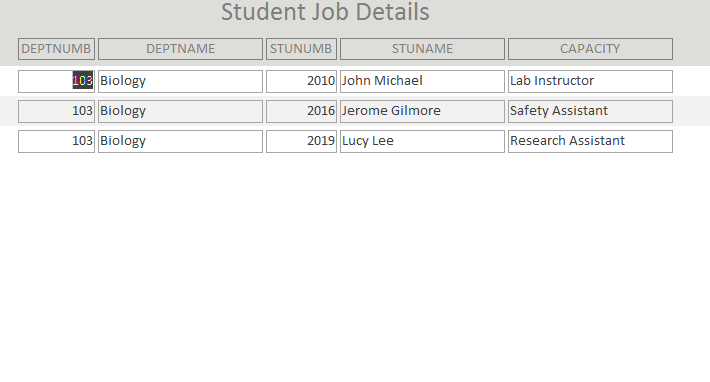 Student Job Details
DEPTNUMB DEPTNAME STUNUMB STUNAME CAPACITY
103 Biology 2010 John Michael Lab Instructor
103 Biology 2016 Jerome Gilmore Safety Assistant
103 Biology 2019 Lucy Lee Research Assistant